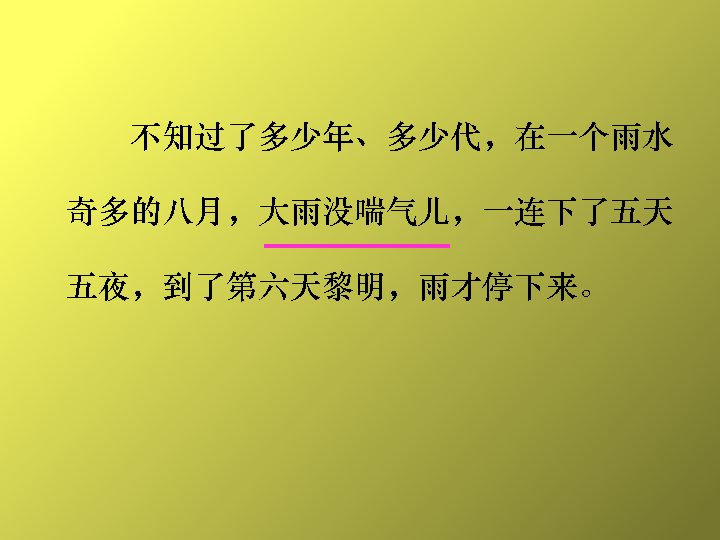 不知过了多少年、多少代，在一个雨水
奇多的八月，大雨没喘气儿，一连下了五天
五夜，到了第六天黎明，雨才停下来。